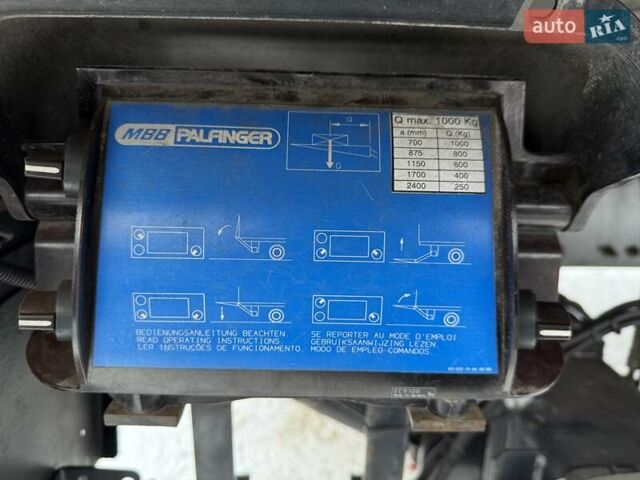 auto RIA
MBB PALFINGER
a
Q
Q max. 1000 Kg
a (mm) Q (Kg)
700 1000
875 800
1150 600
1700 400
2400 250
BEDIENUNGSANLEITUNG BEACHTEN.
READ OPERATING INSTRUCTIONS
LER INSTRUÇÕES DE FUNCIONAMENTO
SE REPORTER AU MODE D'EMPLOI
GEBRUIKSAANWIJZING LEZEN.
MODO DE EMPLEO-COMANDOS.